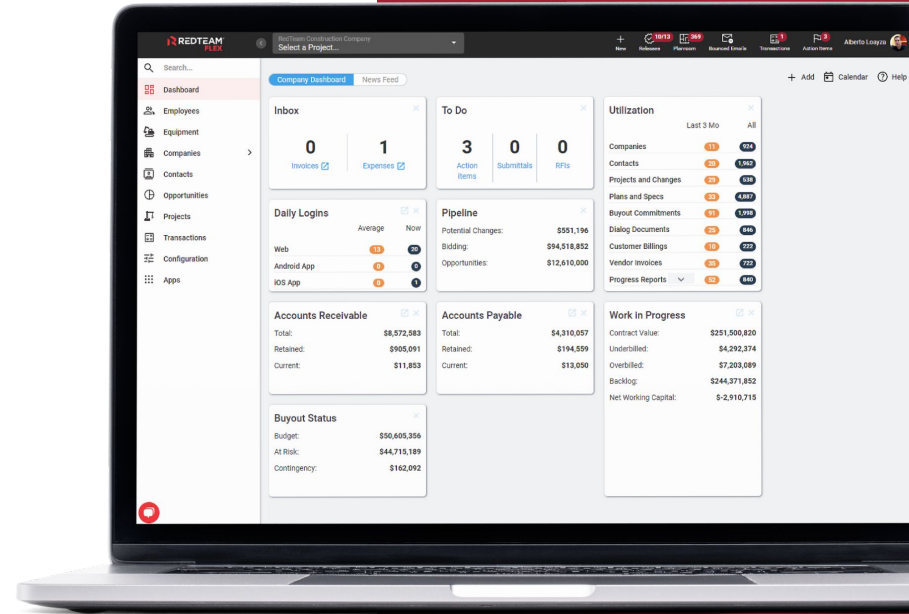 REDTEAM
FLEX
RedTeam Construction Company
Select a Project...
New
10/13
Releases
369
Planroom
Bounced Emails
1
Transactions
3
Action Items
Alberto Loayza
Search...
Dashboard
Employees
Equipment
Companies
Contacts
Opportunities
Projects
Transactions
Configuration
Apps
Company Dashboard News Feed
+ Add Calendar ? Help
Inbox
0 1
Invoices Expenses
To Do
3 0 0
Action Items Submittals RFIs
Utilization
Last 3 Mo All
Companies 11 924
Contacts 20 1,962
Projects and Changes 29 538
Plans and Specs 33 4,887
Buyout Commitments 91 1,998
Dialog Documents 25 846
Customer Billings 10 222
Vendor Invoices 35 722
Progress Reports 52 840
Daily Logins
Average Now
Web 13 20
Android App 0 0
iOS App 0 1
Pipeline
Potential Changes: $551,196
Bidding: $94,518,852
Opportunities: $12,610,000
Accounts Receivable
Total: $8,572,583
Retained: $905,091
Current: $11,853
Accounts Payable
Total: $4,310,057
Retained: $194,559
Current: $13,050
Work In Progress
Contract Value: $251,500,820
Underbilled: $4,292,374
Overbilled: $7,203,089
Backlog: $244,371,852
Net Working Capital: $-2,910,715
Buyout Status
Budget: $50,605,356
At Risk: $44,715,189
Contingency: $162,092